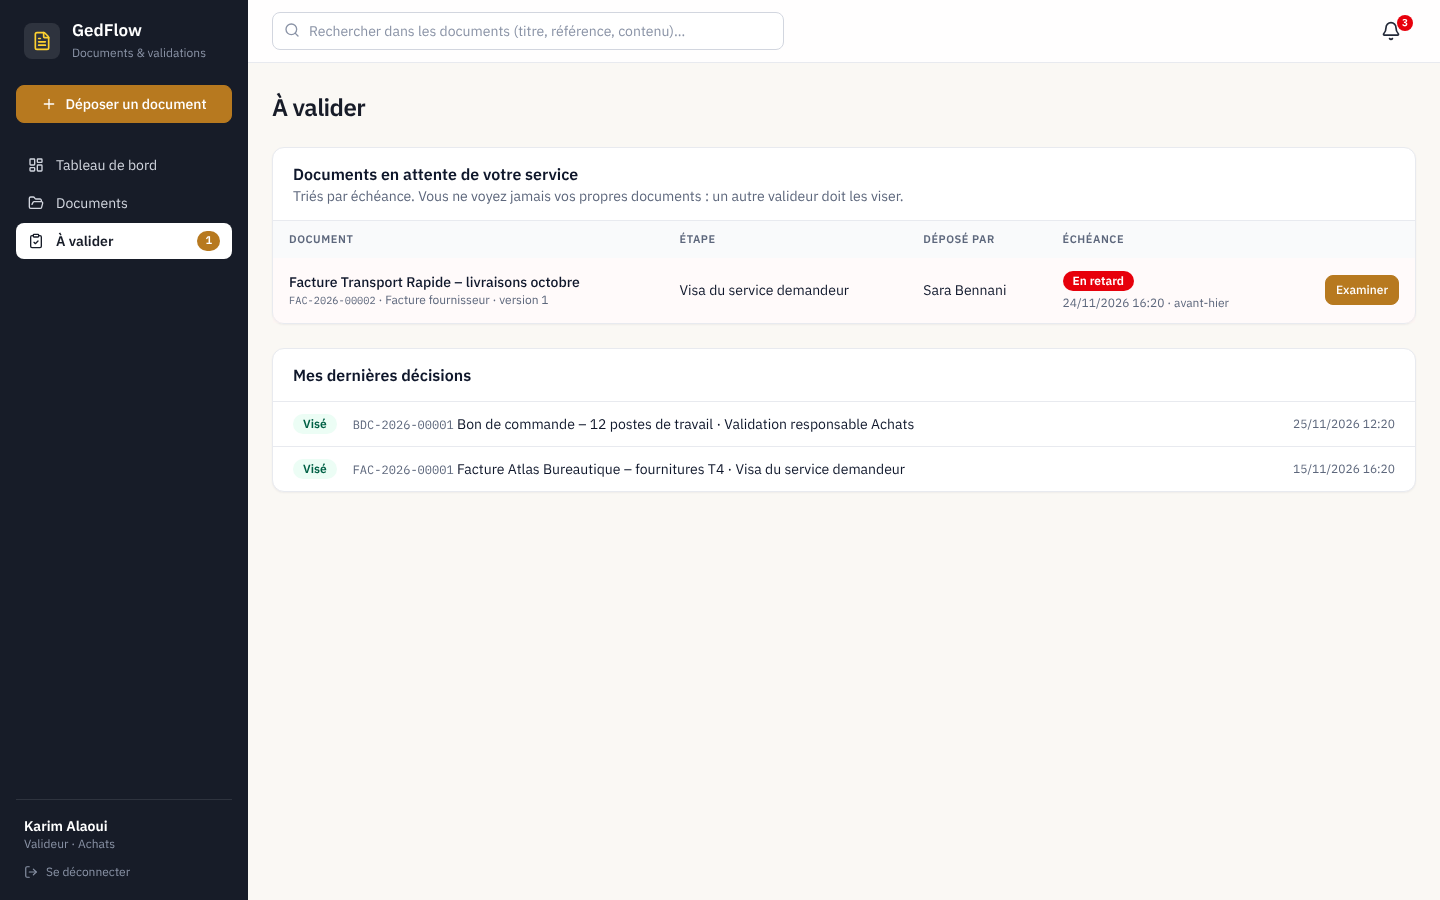 GedFlow
Documents & validations
Déposer un document
Tableau de bord
Documents
À valider 1
Karim Alaoui
Valideur · Achats
Se déconnecter
Rechercher dans les documents (titre, référence, contenu)...
3
À valider
Documents en attente de votre service
Triés par échéance. Vous ne voyez jamais vos propres documents : un autre valideur doit les viser.
DOCUMENT ÉTAPE DÉPOSÉ PAR ÉCHÉANCE
Facture Transport Rapide – livraisons octobre
FAC-2026-00002 · Facture fournisseur · version 1
Visa du service demandeur
Sara Bennani
En retard
24/11/2026 16:20 · avant-hier
Examiner
Mes dernières décisions
Visé BDC-2026-00001 Bon de commande – 12 postes de travail · Validation responsable Achats 25/11/2026 12:20
Visé FAC-2026-00001 Facture Atlas Bureautique – fournitures T4 · Visa du service demandeur 15/11/2026 16:20